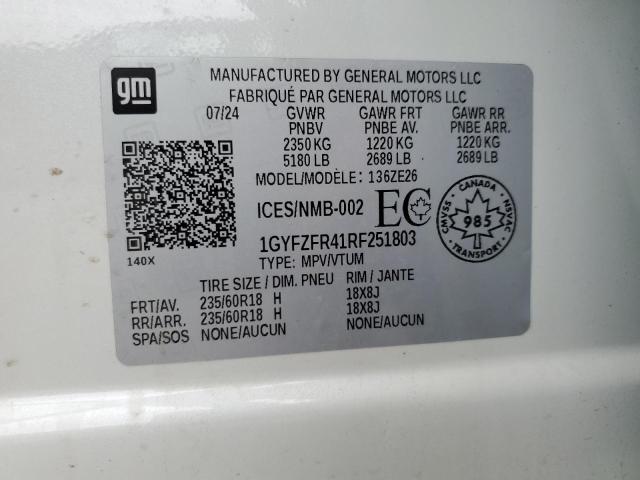 gm
MANUFACTURED BY GENERAL MOTORS LLC
FABRIQUÉ PAR GENERAL MOTORS LLC
07/24 GVWR GAWR FRT GAWR RR
PNBV PNBE AV. PNBE ARR.
2350 KG 1220 KG 1220 KG
5180 LB 2689 LB 2689 LB
MODEL/MODÈLE: 136ZE26
ICES/NMB-002 EC
CANADA
CMVSS 985 NSVAC
1GYFZFR41RF251803
140X TYPE: MPV/VTUM
TIRE SIZE / DIM. PNEU RIM / JANTE
FRT/AV. 235/60R18 H 18X8J
RR/ARR. 235/60R18 H 18X8J
SPA/SOS NONE/AUCUN NONE/AUCUN